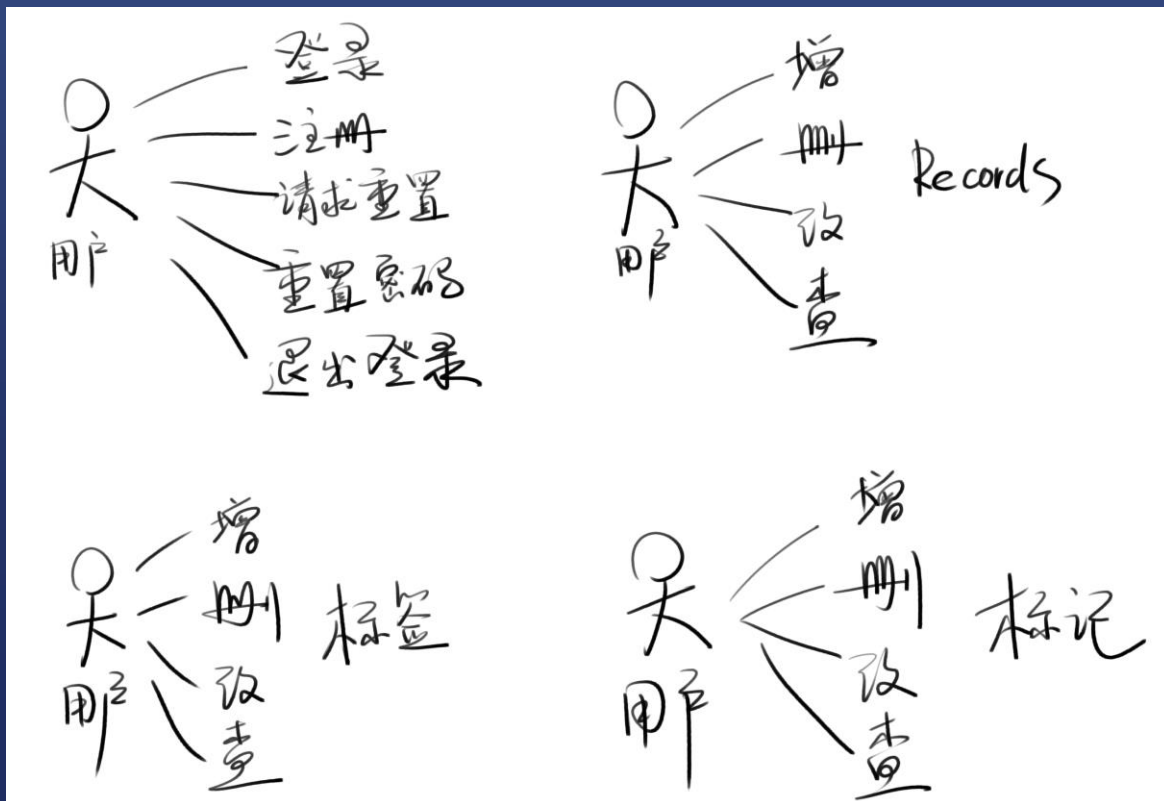 登录
注册
请求重置
重置密码
退出登录
用户
增
删
改
查
Records
用户
增
删
改
查
标签
用户
增
删
改
查
标记
用户